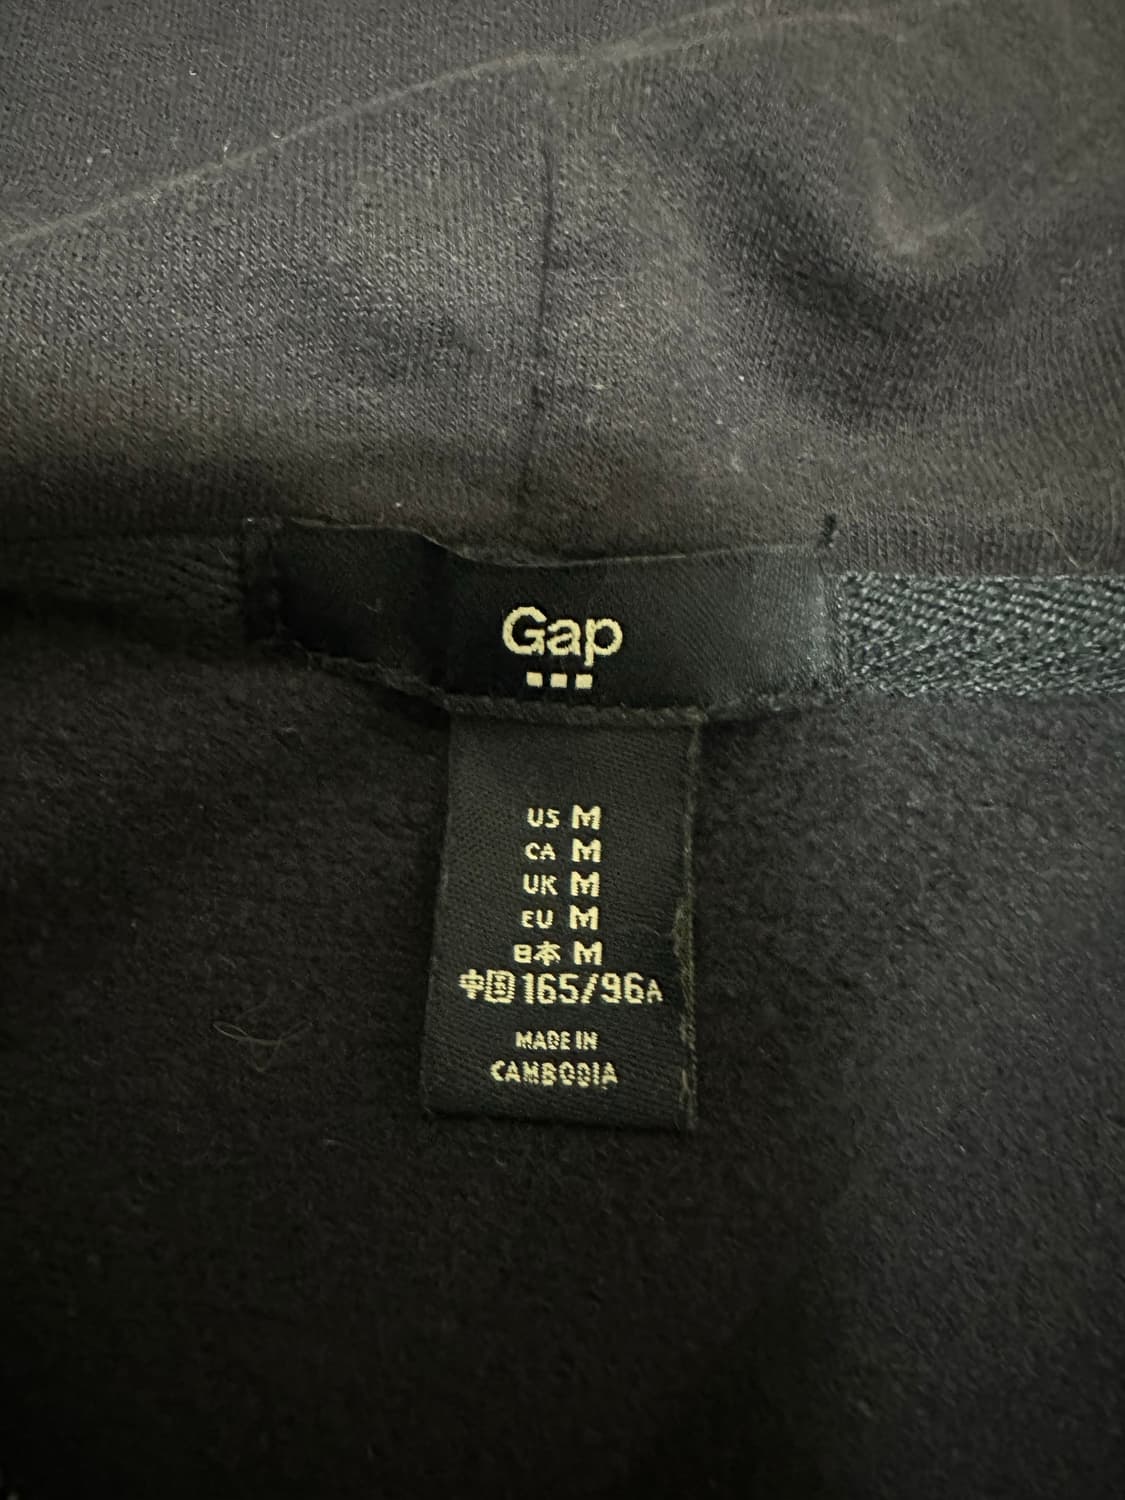 Gap
US M
CA M
UK M
EU M
日本 M
中国 165/96A
MADE IN
CAMBODIA